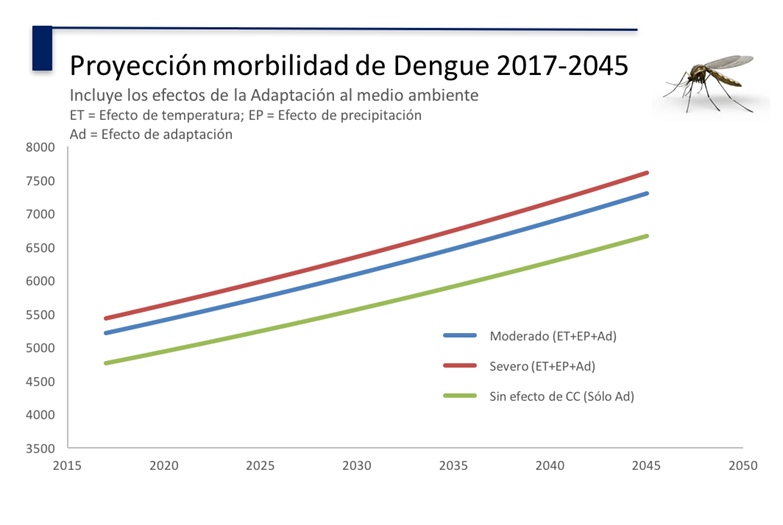 Proyección morbilidad de Dengue 2017-2045
Incluye los efectos de la Adaptación al medio ambiente
ET = Efecto de temperatura; EP = Efecto de precipitación
Ad = Efecto de adaptación
8000
7500
7000
6500
6000
5500
5000
4500
4000
3500
Moderado (ET+EP+Ad)
Severo (ET+EP+Ad)
Sin efecto de CC (Sólo Ad)
2015 2020 2025 2030 2035 2040 2045 2050